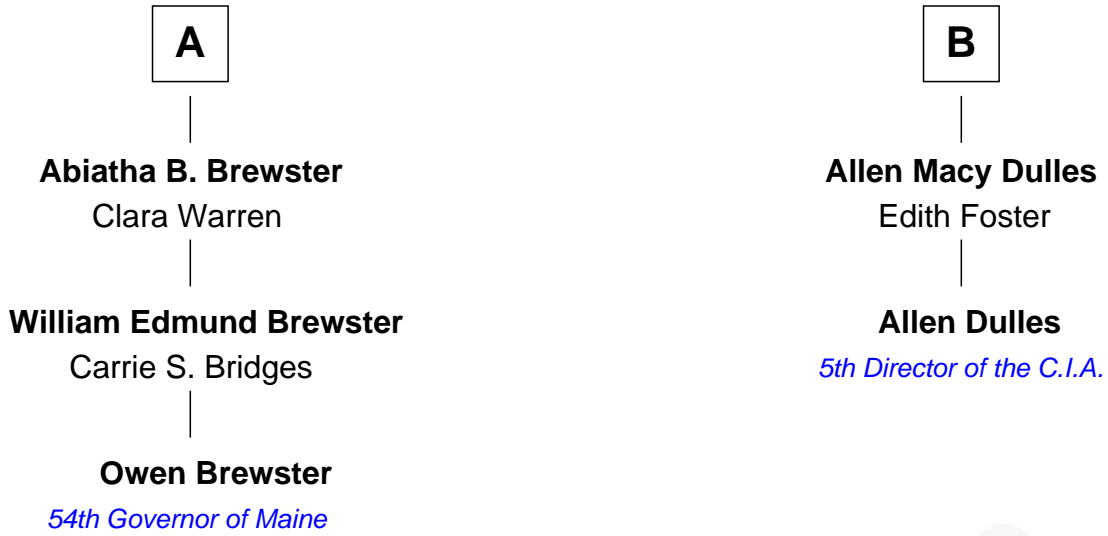 A
Abiatha B. Brewster
Clara Warren
William Edmund Brewster
Carrie S. Bridges
Owen Brewster
54th Governor of Maine
B
Allen Macy Dulles
Edith Foster
Allen Dulles
5th Director of the C.I.A.